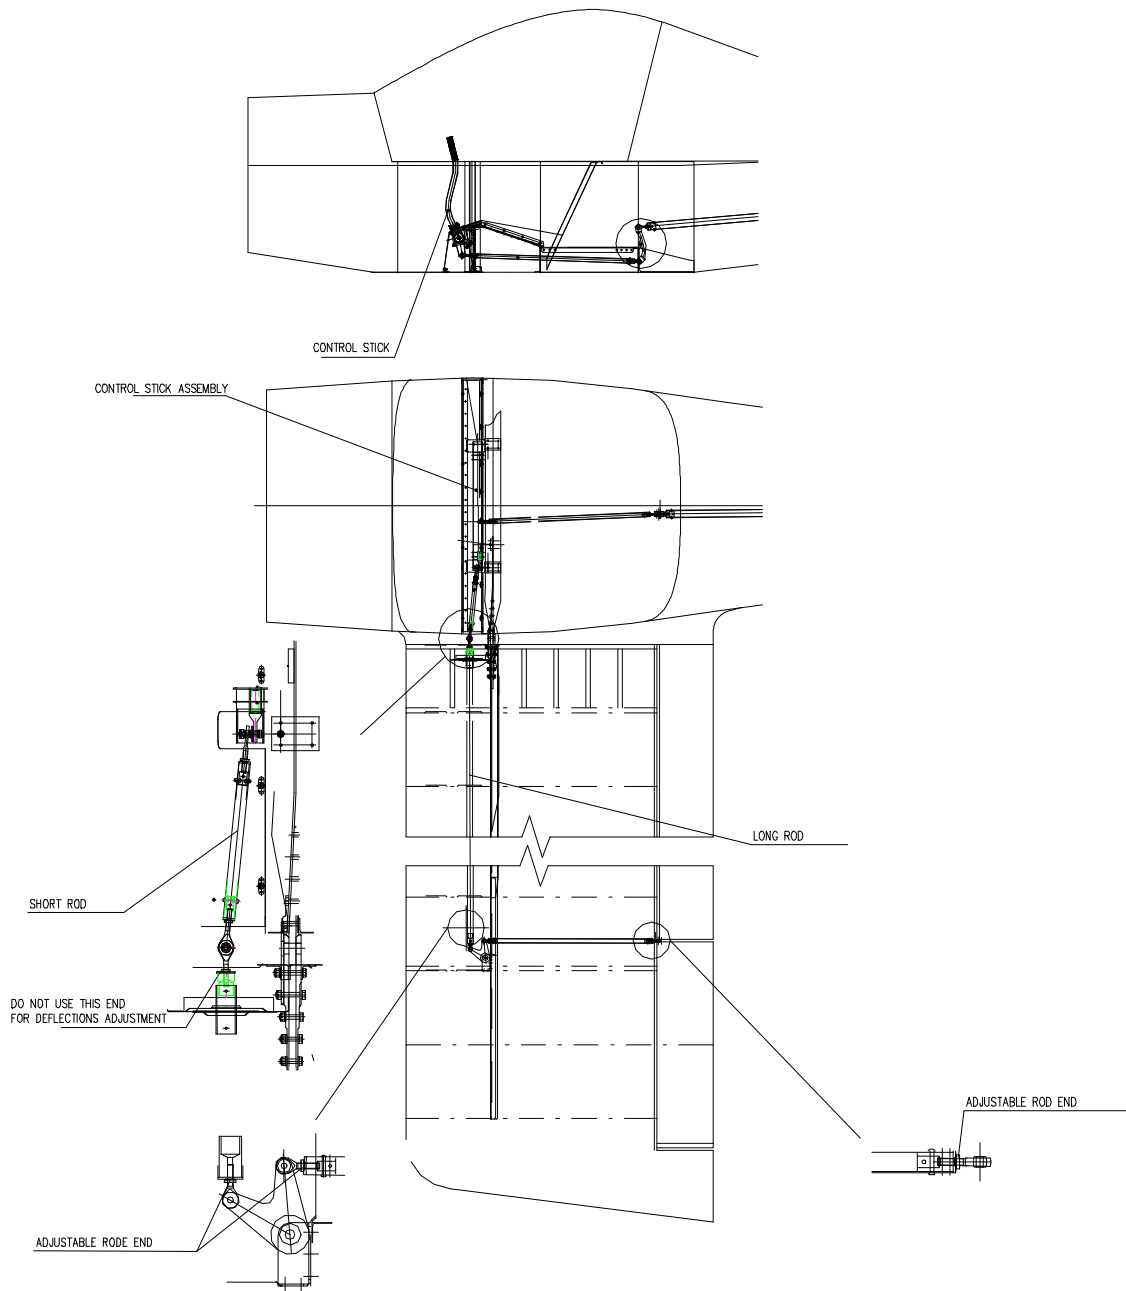 CONTROL STICK
CONTROL STICK ASSEMBLY
LONG ROD
SHORT ROD
DO NOT USE THIS END
FOR DEFLECTIONS ADJUSTMENT
ADJUSTABLE ROD END
ADJUSTABLE RODE END